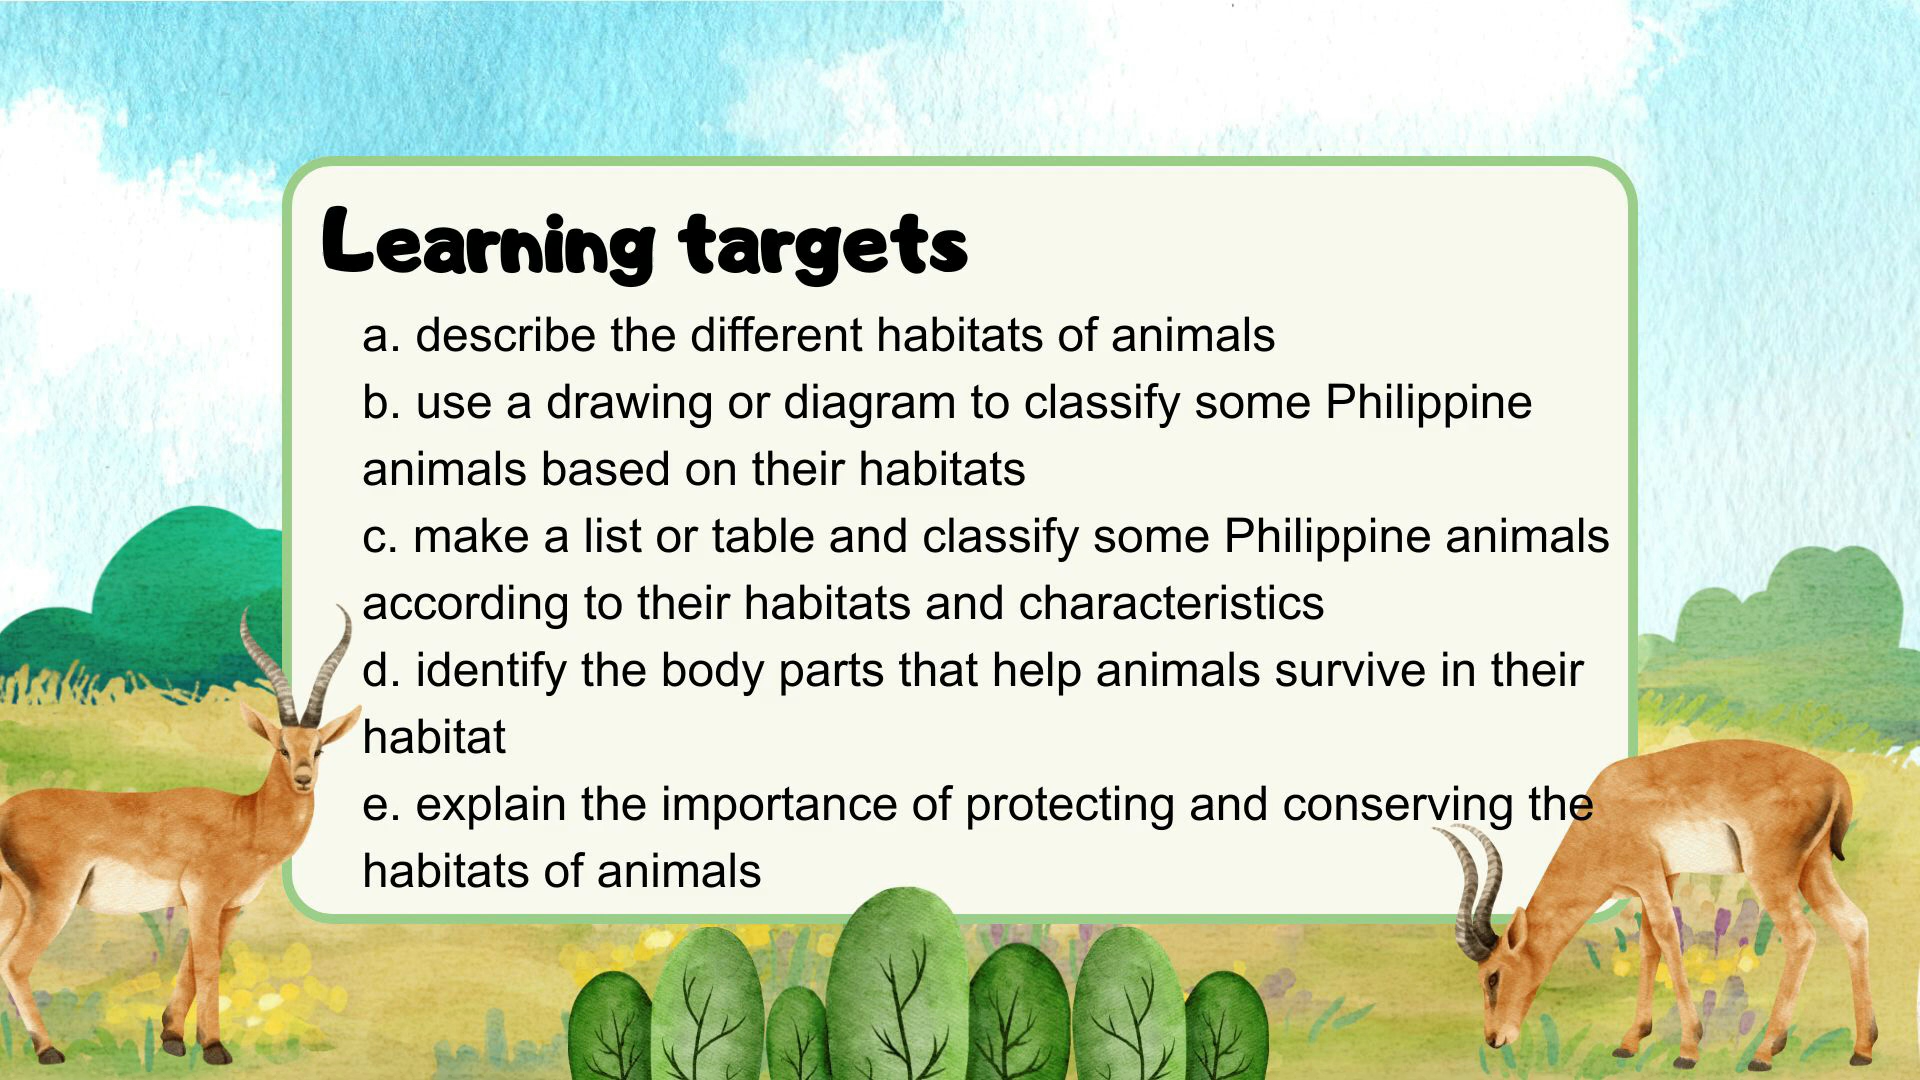 Learning targets
a. describe the different habitats of animals
b. use a drawing or diagram to classify some Philippine
animals based on their habitats
c. make a list or table and classify some Philippine animals
according to their habitats and characteristics
d. identify the body parts that help animals survive in their
habitat
e. explain the importance of protecting and conserving the
habitats of animals